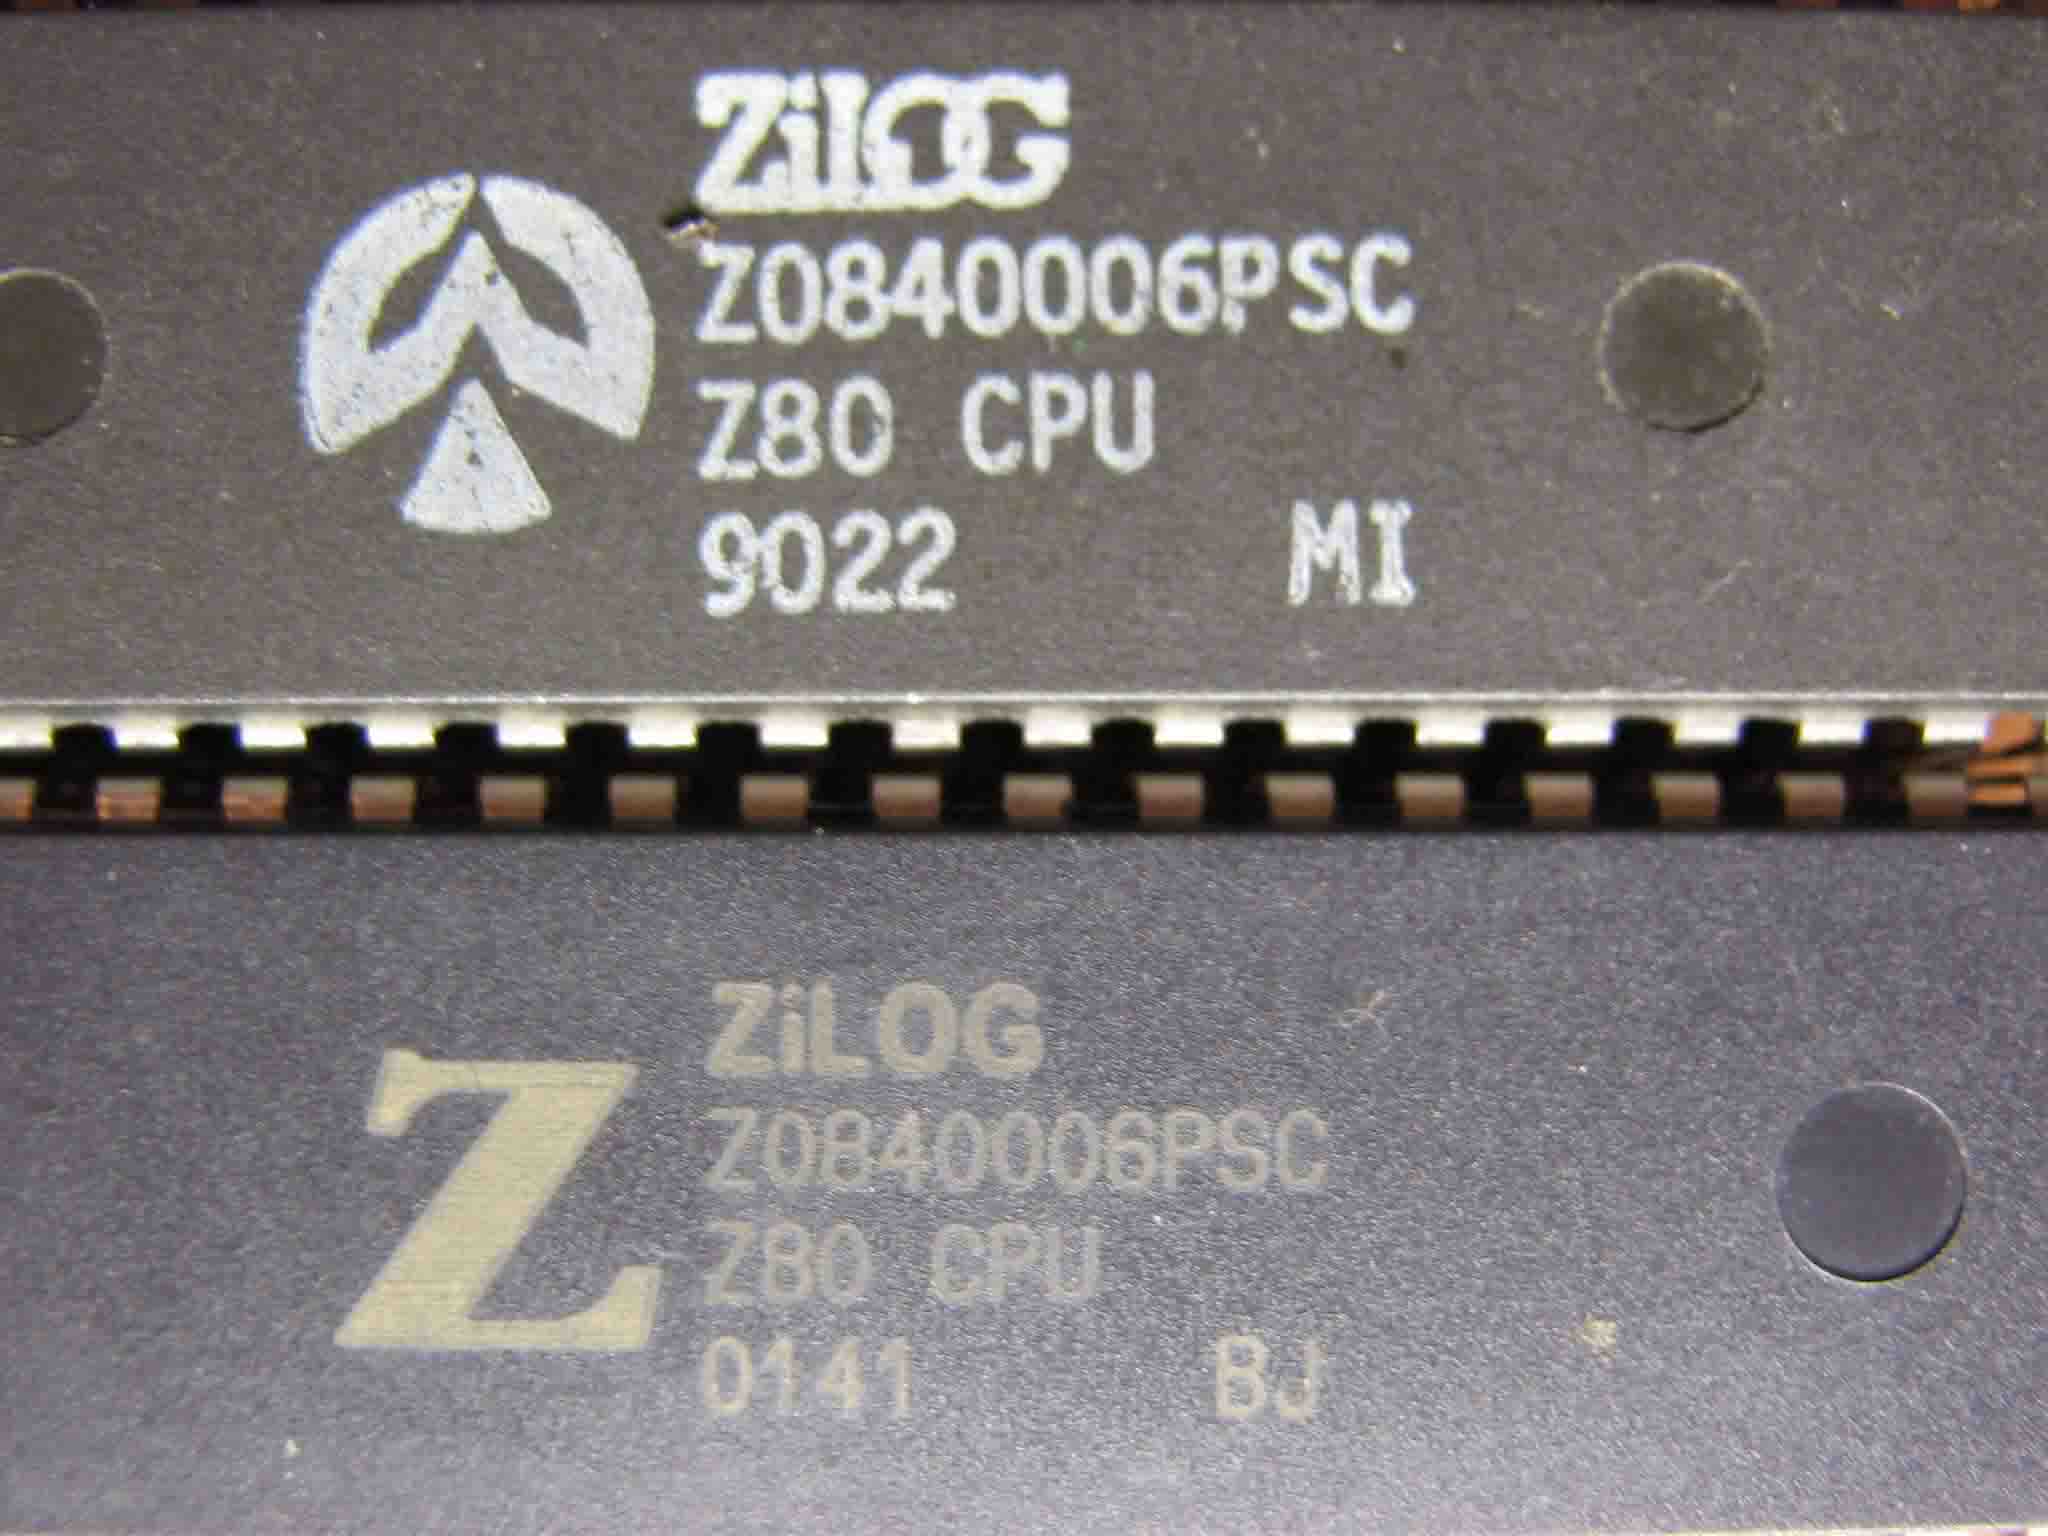 ZiLOG
Z0840006PSC
Z80 CPU
9022 MI
Z
ZiLOG
Z0840006PSC
Z80 CPU
0141 BJ